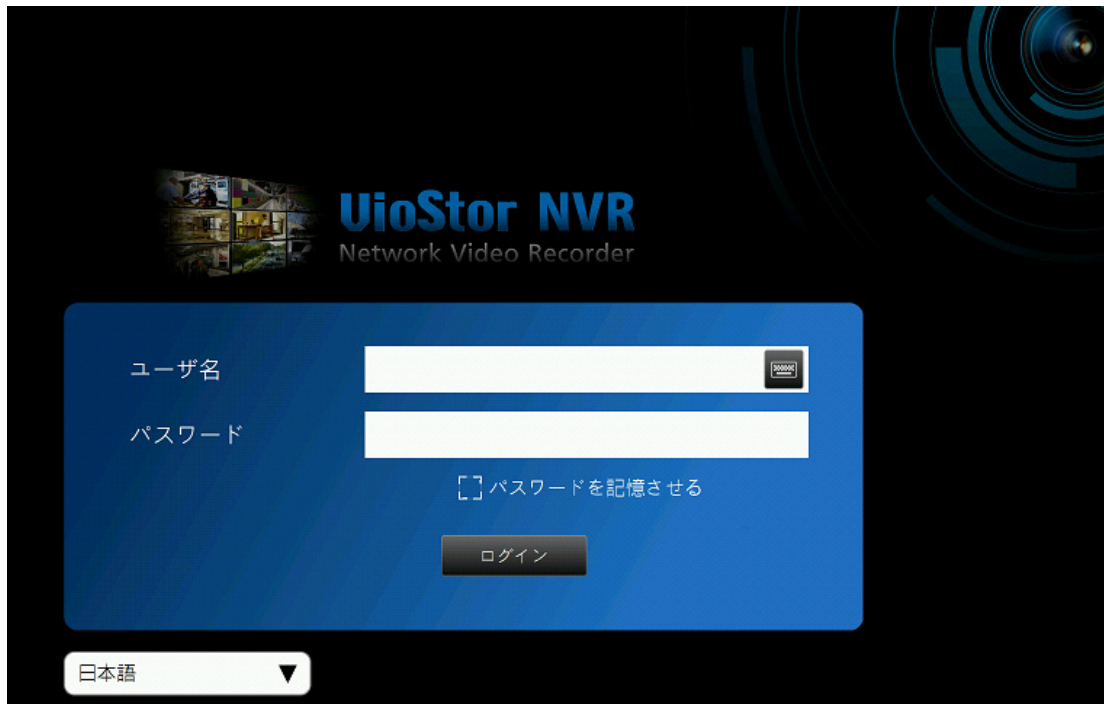 VioStor NVR
Network Video Recorder
ユーザ名
パスワード
パスワードを記憶させる
ログイン
日本語